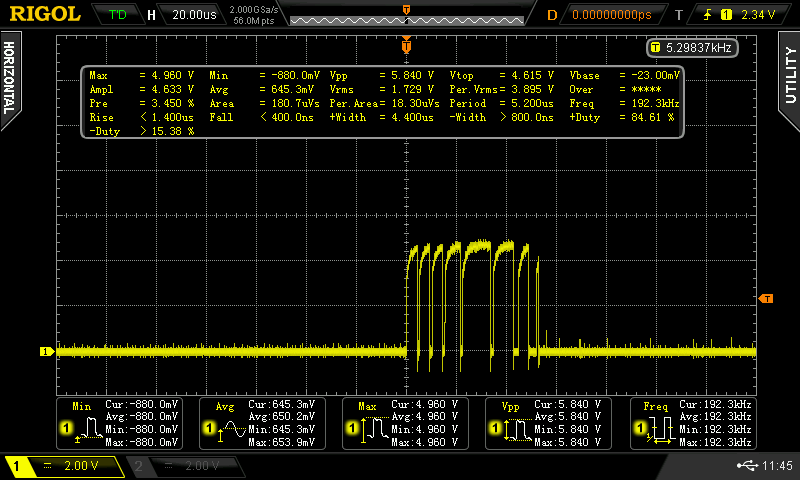 RIGOL T'D H 20.00us 2.000GSa/s 56.0M pts T D 0.00000000ps T 1 2.34 V
HORIZONTAL
UTILITY
T
T 5.29837kHz
Max = 4.960 V Min = -880.0mV Vpp = 5.840 V Vtop = 4.615 V Vbase = -23.00mV
Ampl = 4.633 V Avg = 645.3mV Vrms = 1.729 V Per.Vrms= 3.895 V Over = *****
Pre = 3.450 % Area = 180.7uVs Per.Area= 18.30uVs Period = 5.200us Freq = 192.3kHz
Rise < 1.400us Fall < 400.0ns +Width = 4.400us -Width > 800.0ns +Duty = 84.61 %
-Duty > 15.38 %
T
1
Min Cur:-880.0mV Avg Cur:645.3mV Max Cur:4.960 V Vpp Cur:5.840 V Freq Cur:192.3kHz
1 Avg:-880.0mV 1 Avg:650.2mV 1 Avg:4.960 V 1 Avg:5.840 V 1 Avg:192.3kHz
Min:-880.0mV Min:645.3mV Min:4.960 V Min:5.840 V Min:192.3kHz
Max:-880.0mV Max:653.9mV Max:4.960 V Max:5.840 V Max:192.3kHz
1 = 2.00 V 2 = 2.00 V 11:45